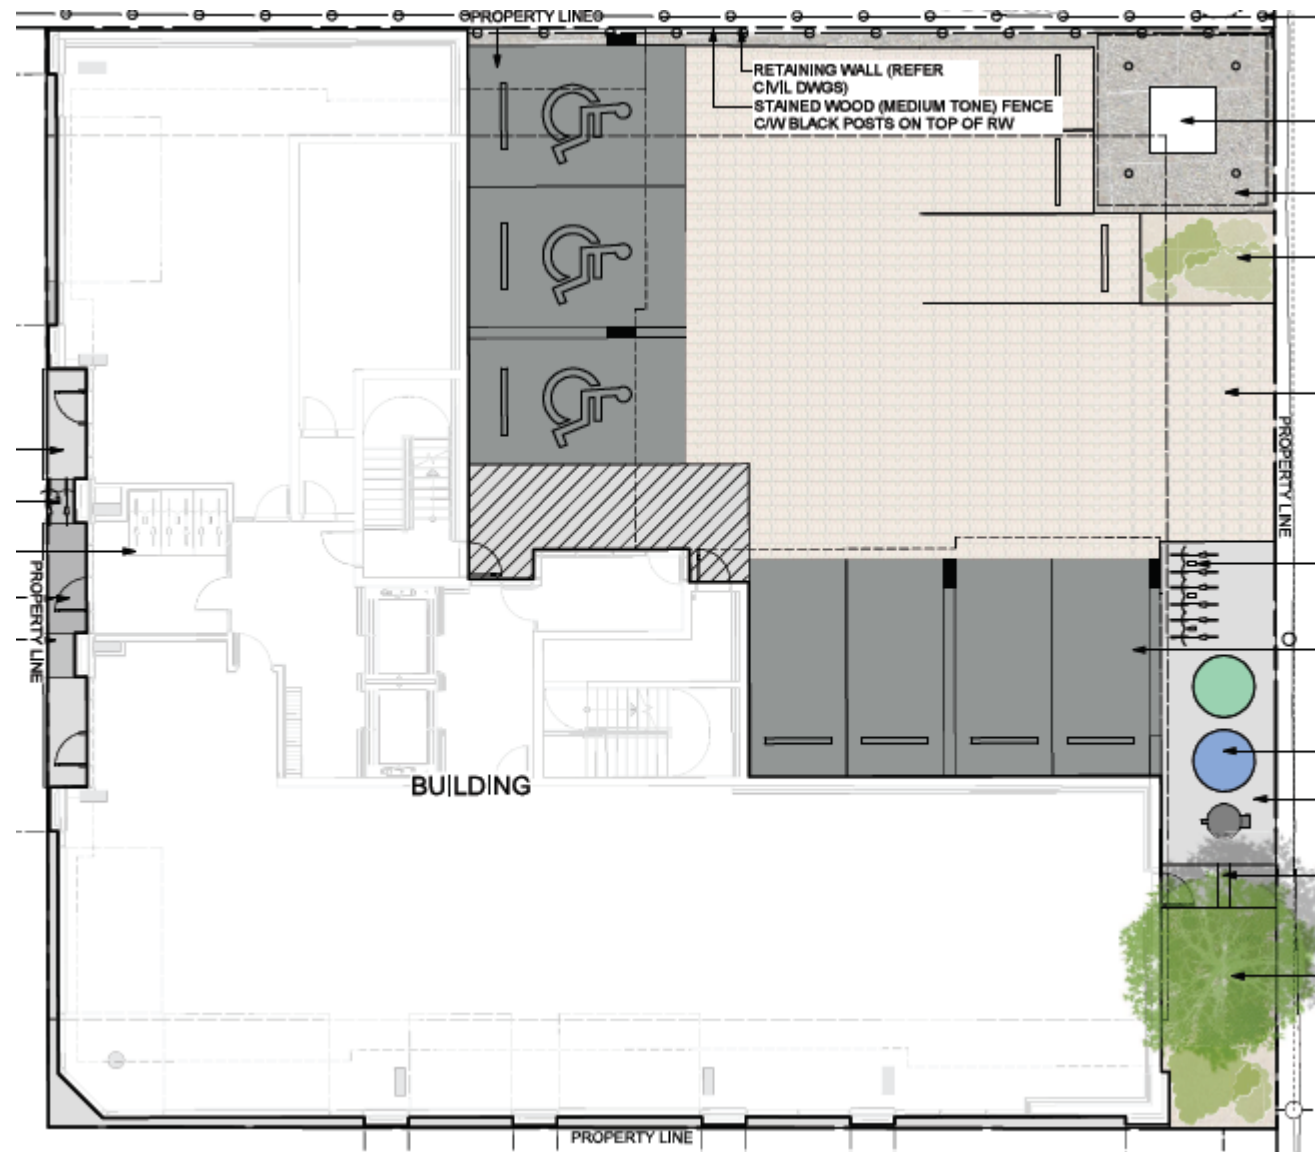 PROPERTY LINE
RETAINING WALL (REFER
CIVIL DWGS)
STAINED WOOD (MEDIUM TONE) FENCE
C/W BLACK POSTS ON TOP OF RW
PROPERTY LINE
PROPERTY LINE
BUILDING
PROPERTY LINE